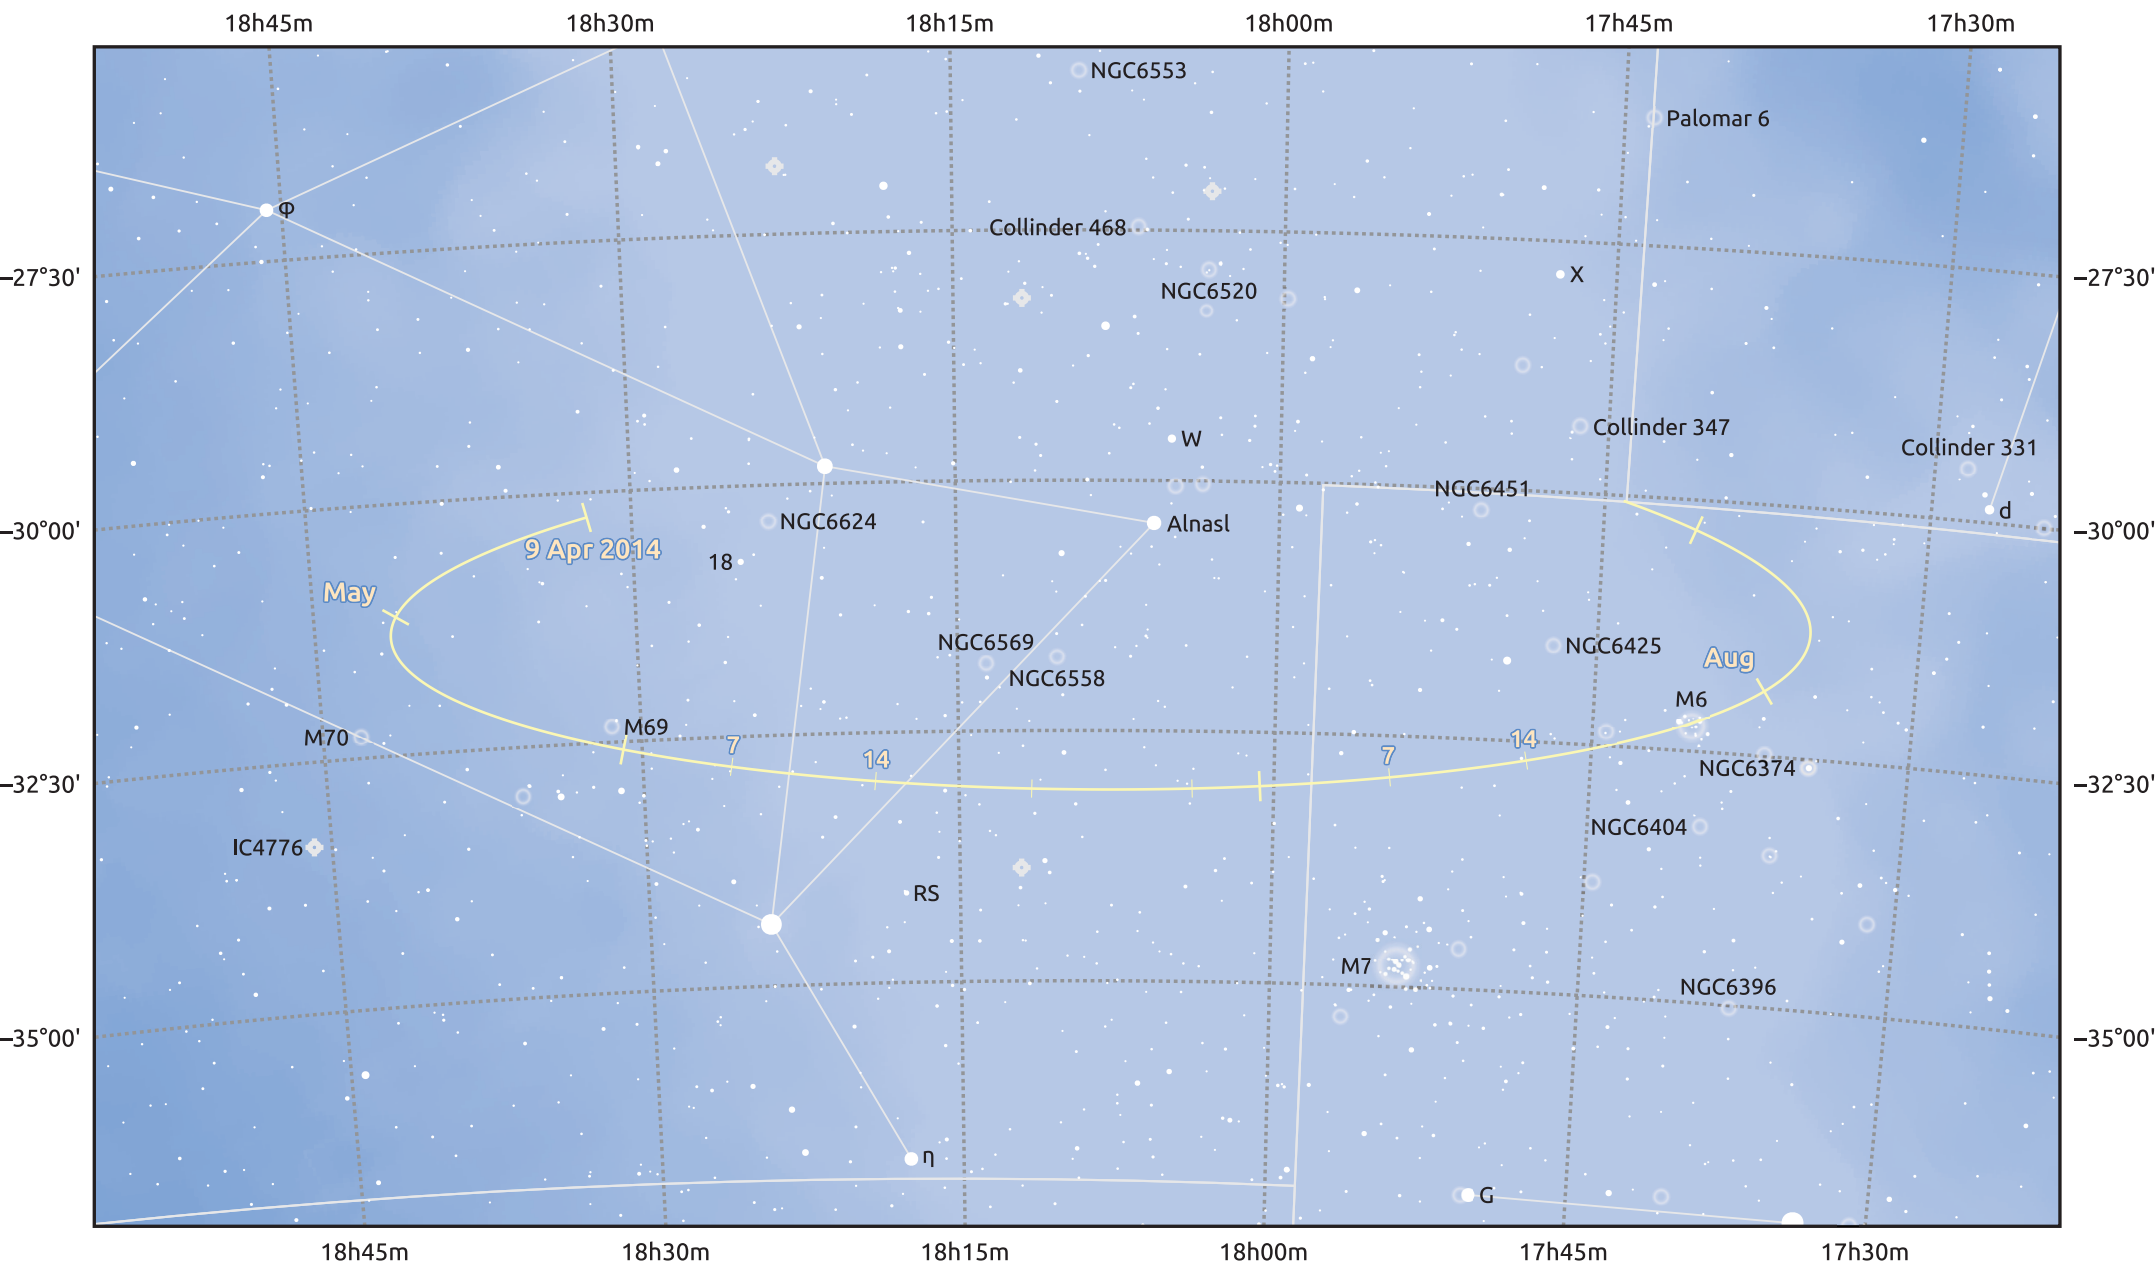 18h45m 18h30m 18h15m 18h00m 17h45m 17h30m
NGC6553
Palomar 6
φ
Collinder 468
–27°30' –27°30'
X
NGC6520
Collinder 347
W
Collinder 331
NGC6451
d
NGC6624 Alnasl
–30°00' –30°00'
9 Apr 2014
18
May
NGC6569 NGC6425
Aug
NGC6558
M6
M69
M70
7 14 7 14
NGC6374
–32°30' –32°30'
NGC6404
IC4776
RS
M7
NGC6396
–35°00' –35°00'
η
G
18h45m 18h30m 18h15m 18h00m 17h45m 17h30m